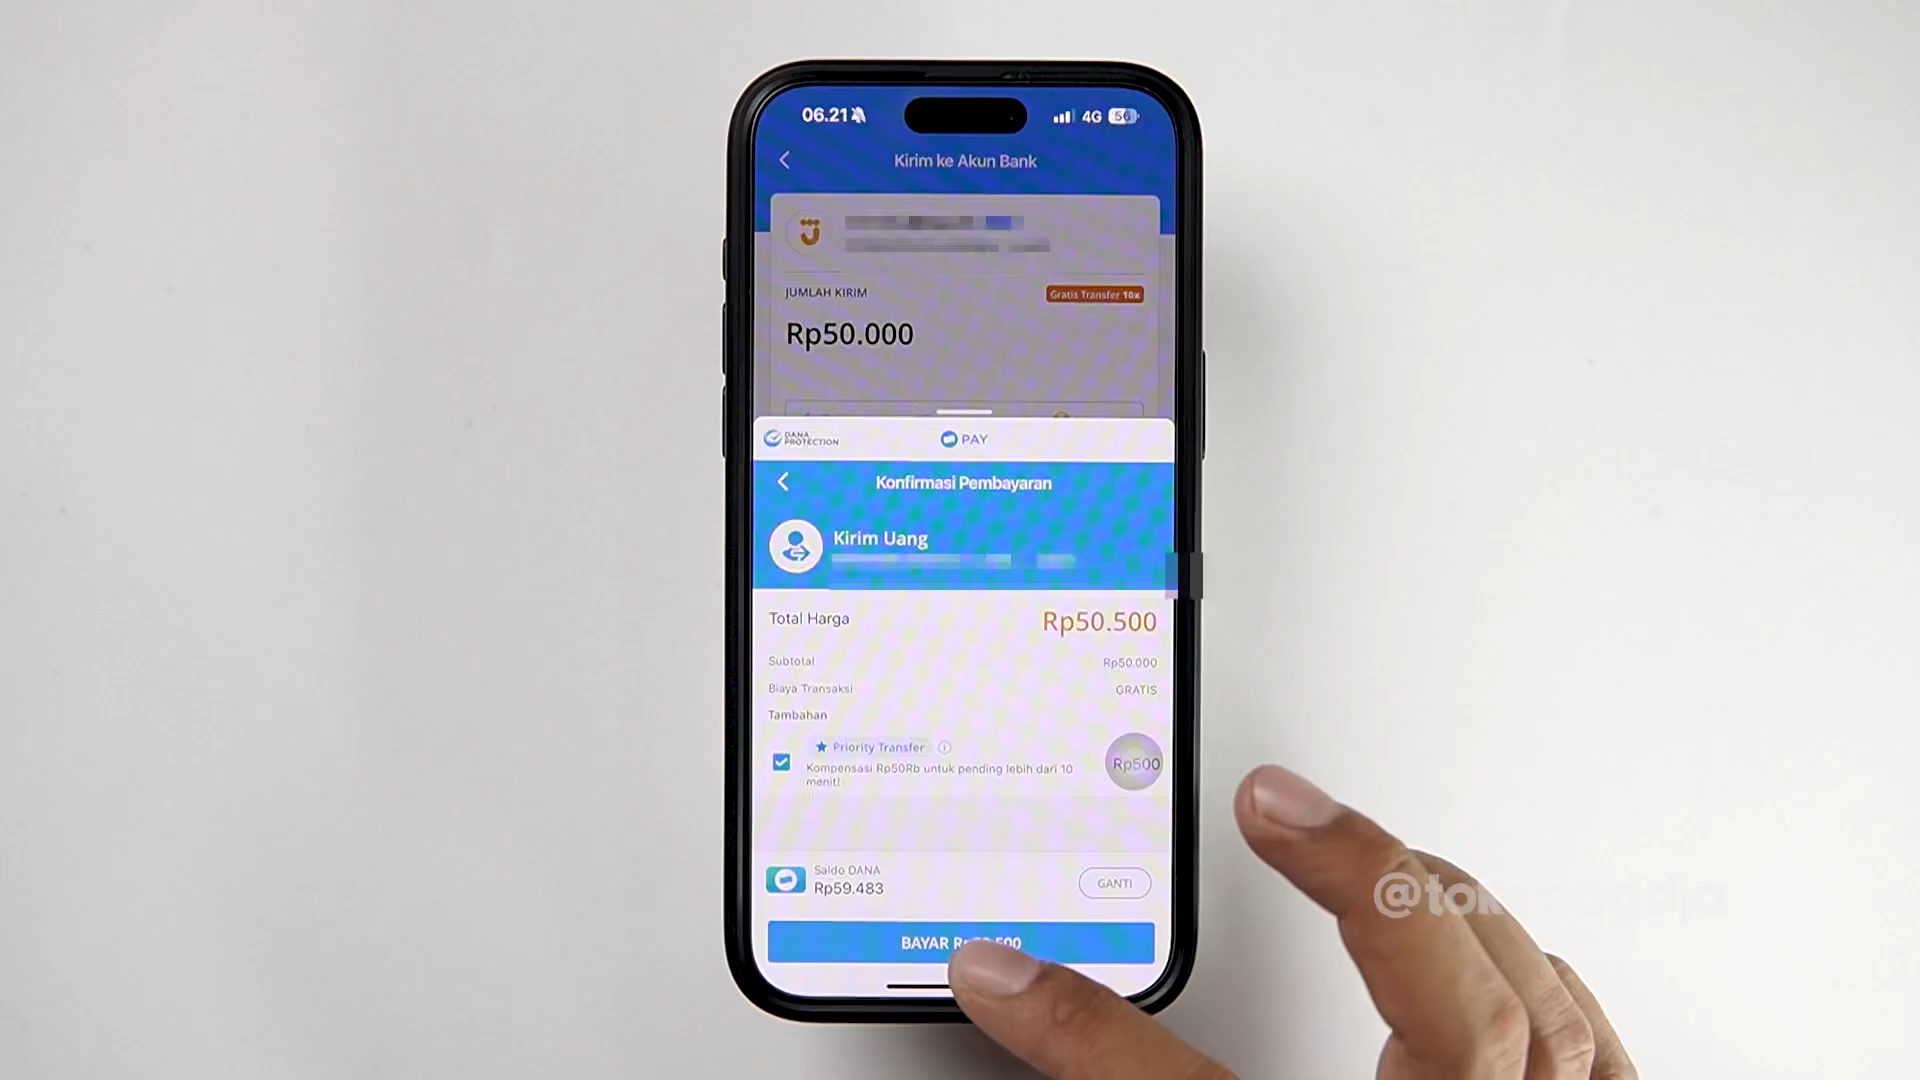 06.21
4G 56
Kirim ke Akun Bank
JUMLAH KIRIM
Gratis Transfer 10x
Rp50.000
DANA PROTECTION
PAY
Konfirmasi Pembayaran
Kirim Uang
Total Harga
Rp50.500
Subtotal
Rp50.000
Biaya Transaksi
GRATIS
Tambahan
Priority Transfer
Kompensasi Rp50Rb untuk pending lebih dari 10
menit!
Rp500
Saldo DANA
Rp59.483
GANTI
BAYAR